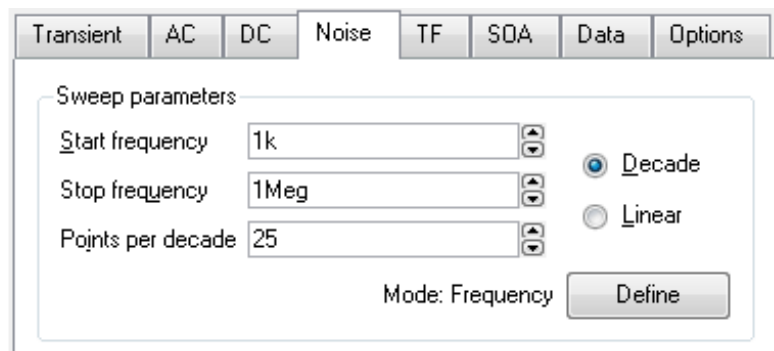 Transient AC DC Noise TF SOA Data Options
Sweep parameters
Start frequency 1k
Stop frequency 1Meg
Points per decade 25
Decade
Linear
Mode: Frequency Define